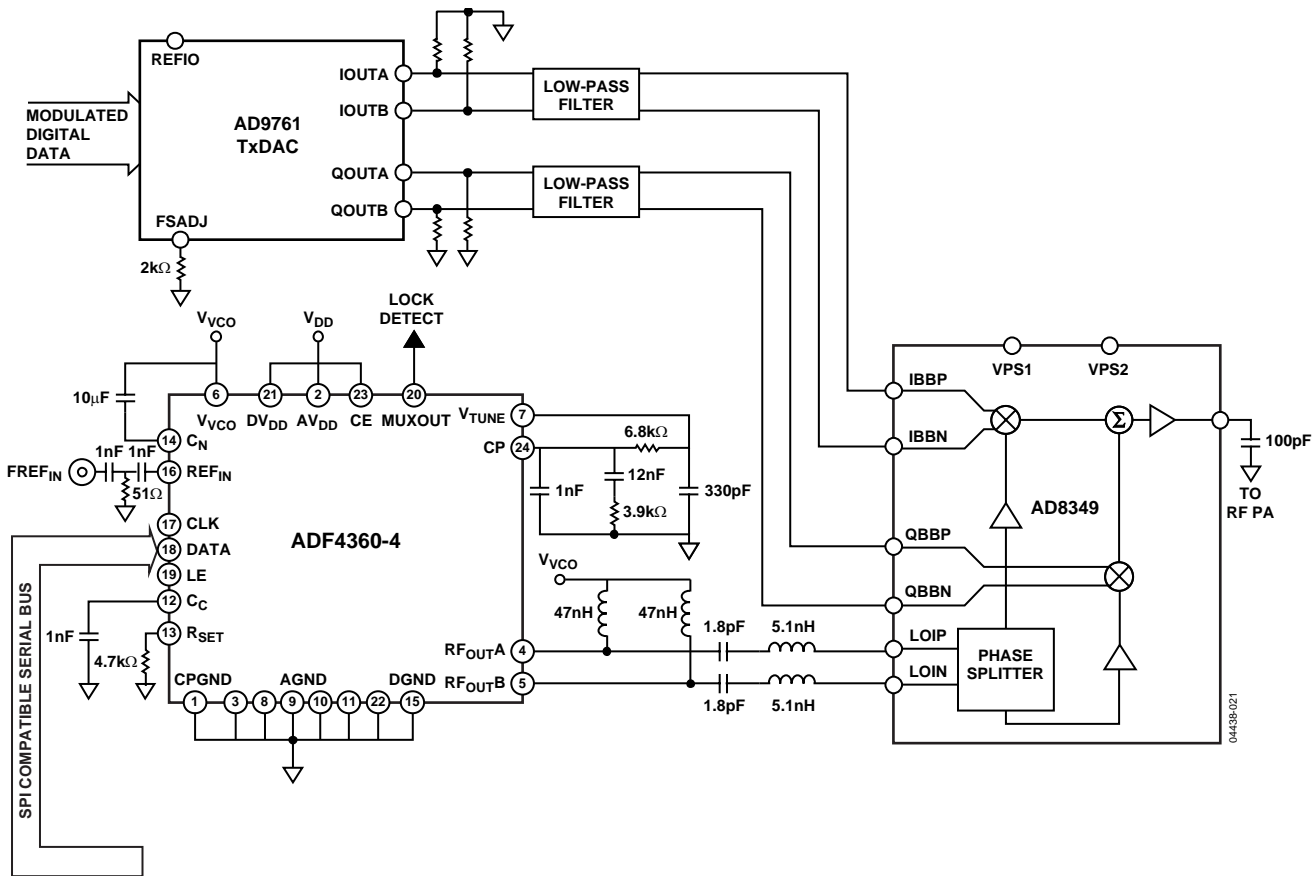 REFIO
IOUTA
IOUTB
LOW-PASS
FILTER
MODULATED
DIGITAL
DATA
AD9761
TxDAC
QOUTA
QOUTB
LOW-PASS
FILTER
FSADJ
2kΩ
LOCK
DETECT
VVCO
VDD
10µF
6
21
2
23
20
VVCO
DVDD
AVDD
CE
MUXOUT
VTUNE
7
14
CN
CP
24
6.8kΩ
1nF
1nF
FREFIN
16
REFIN
51Ω
1nF
12nF
3.9kΩ
330pF
17
CLK
18
DATA
19
LE
ADF4360-4
12
CC
1nF
13
RSET
4.7kΩ
VVCO
47nH
47nH
1.8pF
5.1nH
RFOUTA
4
RFOUTB
5
1.8pF
5.1nH
CPGND
AGND
DGND
1
3
8
9
10
11
22
15
SPI COMPATIBLE SERIAL BUS
VPS1
VPS2
IBBP
IBBN
Σ
100pF
TO
RF PA
AD8349
QBBP
QBBN
LOIP
LOIN
PHASE
SPLITTER
04438-021